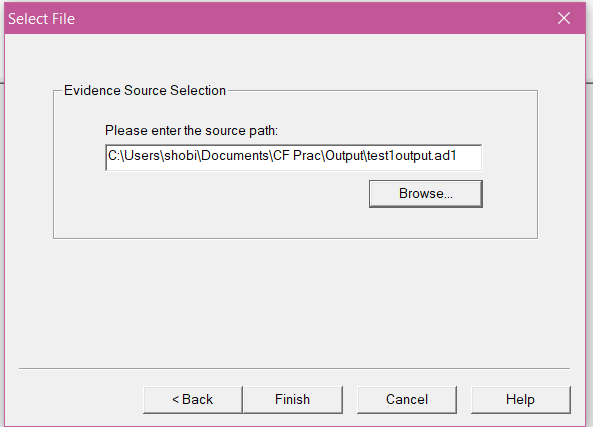 Select File
Evidence Source Selection
Please enter the source path:
C:\Users\shobi\Documents\CF Prac\Output\test1output.ad1
Browse...
< Back Finish Cancel Help